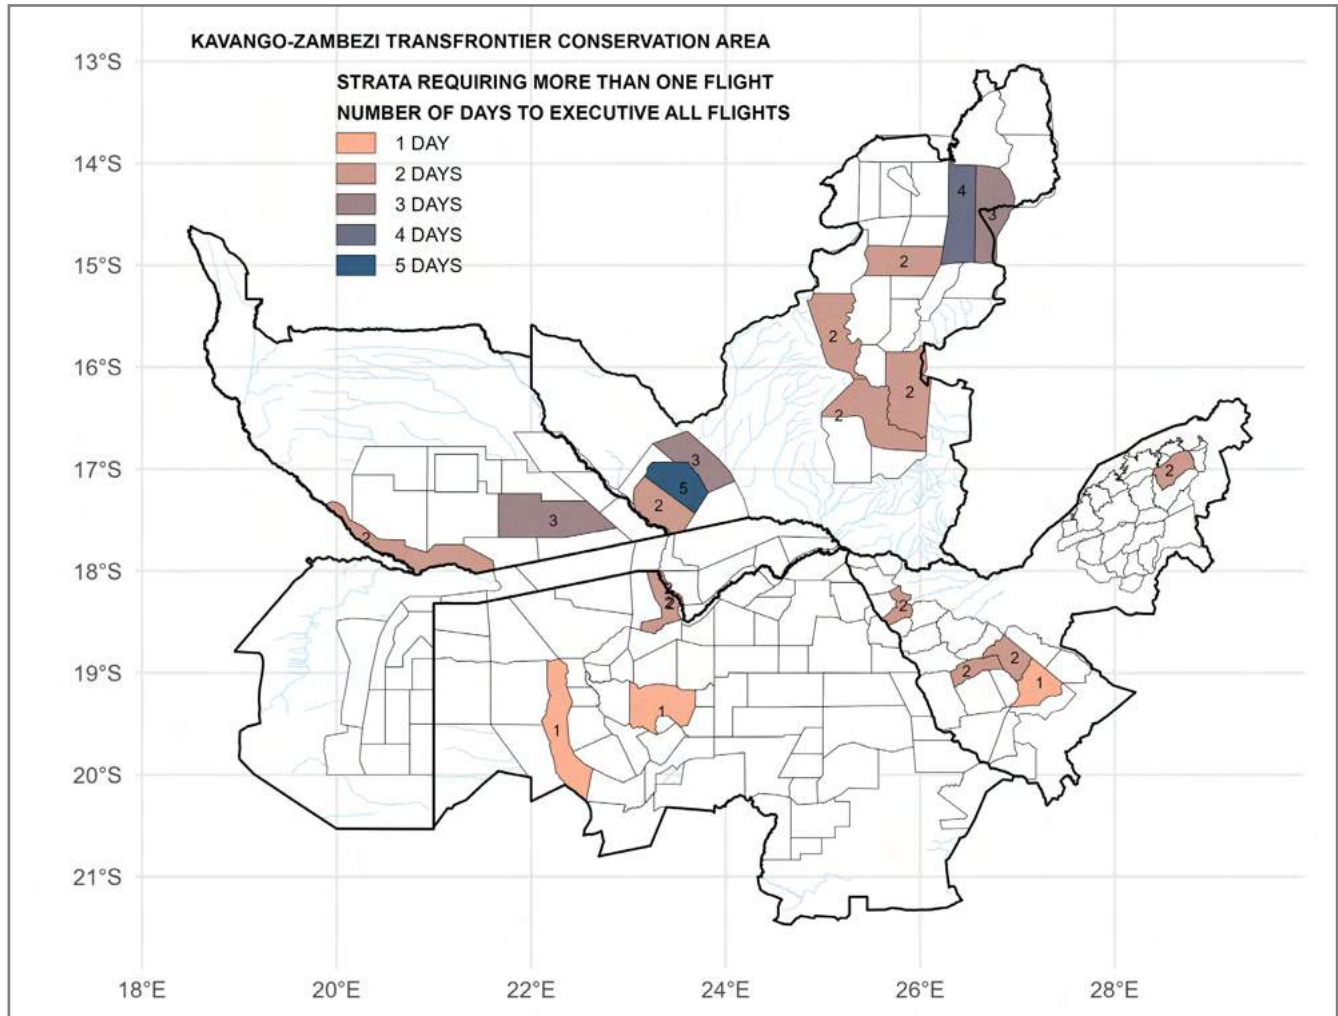 KAVANGO-ZAMBEZI TRANSFRONTIER CONSERVATION AREA
STRATA REQUIRING MORE THAN ONE FLIGHT
NUMBER OF DAYS TO EXECUTIVE ALL FLIGHTS
1 DAY
2 DAYS
3 DAYS
4 DAYS
5 DAYS
13°S
14°S
15°S
16°S
17°S
18°S
19°S
20°S
21°S
4
3
2
2
2
2
3
5
2
2
3
2
2
2
2
2
1
2
1
1
18°E
20°E
22°E
24°E
26°E
28°E